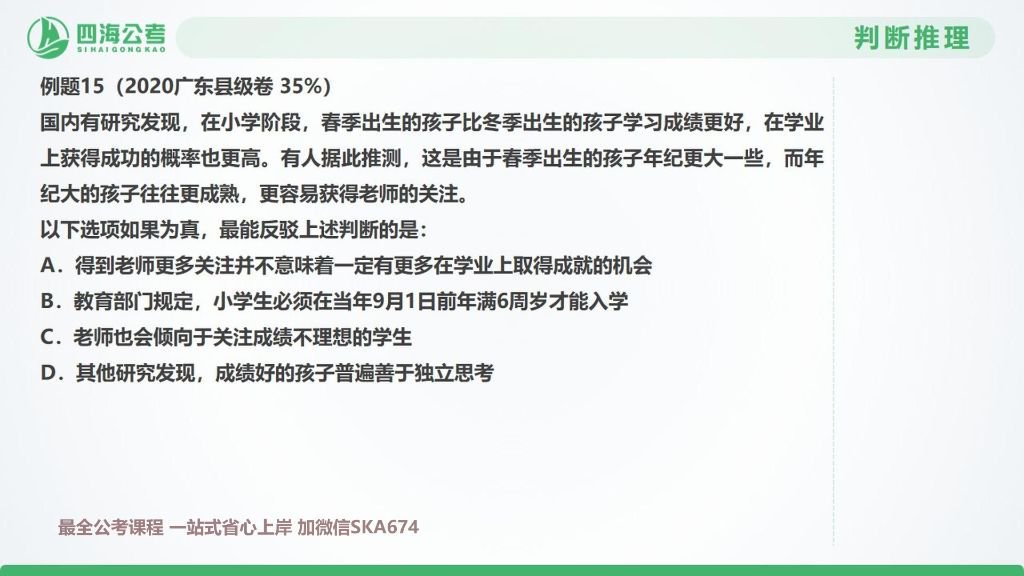 四海公考
SIHAIGONGKAO
判断推理
例题15（2020广东县级卷 35%）
国内有研究发现，在小学阶段，春季出生的孩子比冬季出生的孩子学习成绩更好，在学业
上获得成功的概率也更高。有人据此推测，这是由于春季出生的孩子年纪更大一些，而年
纪大的孩子往往更成熟，更容易获得老师的关注。
以下选项如果为真，最能反驳上述判断的是：
A．得到老师更多关注并不意味着一定有更多在学业上取得成就的机会
B．教育部门规定，小学生必须在当年9月1日前年满6周岁才能入学
C．老师也会倾向于关注成绩不理想的学生
D．其他研究发现，成绩好的孩子普遍善于独立思考
最全公考课程 一站式省心上岸 加微信SKA674